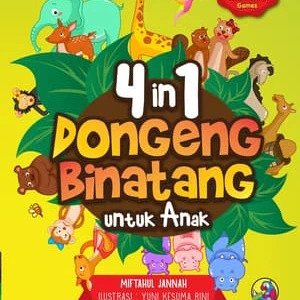 Games
4 in 1
DONGENG
BINATANG
untuk Anak
MIFTAHUL JANNAH
ILUSTRASI : YUNI KESUMA RINI